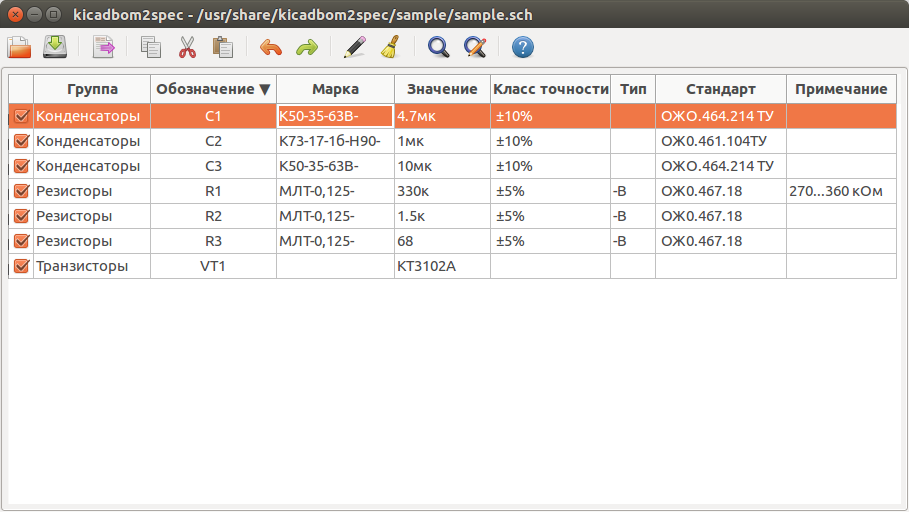 kicadbom2spec - /usr/share/kicadbom2spec/sample/sample.sch
Группа Обозначение ▼ Марка Значение Класс точности Тип Стандарт Примечание
Конденсаторы C1 К50-35-63В- 4.7мк ±10% ОЖО.464.214 ТУ
Конденсаторы C2 К73-17-1б-Н90- 1мк ±10% ОЖ0.461.104ТУ
Конденсаторы C3 К50-35-63В- 10мк ±10% ОЖО.464.214 ТУ
Резисторы R1 МЛТ-0,125- 330к ±5% -В ОЖ0.467.18 270...360 кОм
Резисторы R2 МЛТ-0,125- 1.5к ±5% -В ОЖ0.467.18
Резисторы R3 МЛТ-0,125- 68 ±5% -В ОЖ0.467.18
Транзисторы VT1 КТ3102А